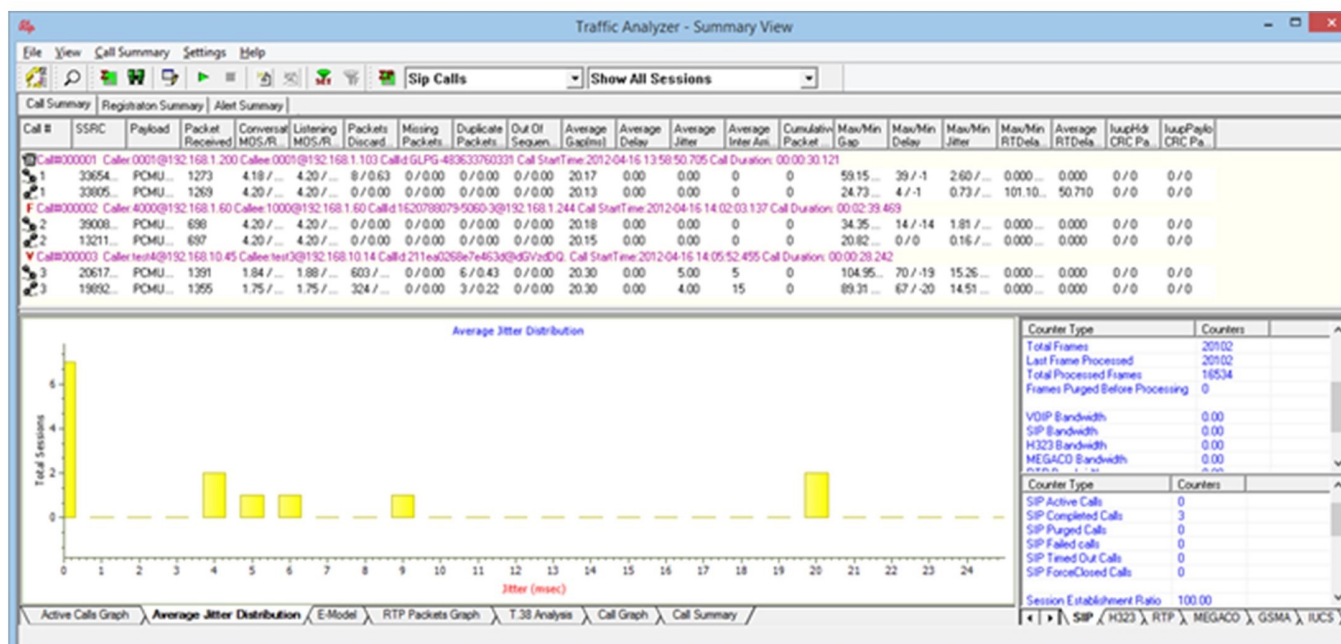 Traffic Analyzer - Summary View
File View Call Summary Settings Help
Sip Calls Show All Sessions
Call Summary Registraton Summary Alert Summary
Call # SSRC Payload Packet Received Conversat MOS/R... Listening MOS/R... Packets Discard... Missing Packets... Duplicate Packets... Out Of Sequen... Average Gap(ms) Average Delay Average Jitter Average Inter Arri... Cumulative Packet... Max/Min Gap Max/Min Delay Max/Min Jitter Max/Min RTDela... Average RTDela... IuupHdr CRC Pa... IuupPaylo CRC Pa...
Call#000001 Caller:0001@192.168.1.200 Callee:0001@192.168.1.103 CallId:GLPG-483633760331 Call StartTime:2012-04-16 13:58:50.705 Call Duration: 00:00:30.121
1 33654... PCMU... 1273 4.18 / ... 4.20 / ... 8 / 0.63 0 / 0.00 0 / 0.00 0 / 0.00 20.17 0.00 0.00 0 0 59.15 ... 39 / -1 2.60 / ... 0.000 ... 0.000 0 / 0 0 / 0
1 33805... PCMU... 1269 4.20 / ... 4.20 / ... 0 / 0.00 0 / 0.00 0 / 0.00 0 / 0.00 20.13 0.00 0.00 0 0 24.73 ... 4 / -1 0.73 / ... 101.10... 50.710 0 / 0 0 / 0
F Call#000002 Caller:4000@192.168.1.60 Callee:1000@192.168.1.60 CallId:1620788079-5060-3@192.168.1.244 Call StartTime:2012-04-16 14:02:03.137 Call Duration: 00:02:39.469
2 39008... PCMU... 698 4.20 / ... 4.20 / ... 0 / 0.00 0 / 0.00 0 / 0.00 0 / 0.00 20.18 0.00 0.00 0 0 34.35 ... 14 / -14 1.81 / ... 0.000 ... 0.000 0 / 0 0 / 0
2 13211... PCMU... 697 4.20 / ... 4.20 / ... 0 / 0.00 0 / 0.00 0 / 0.00 0 / 0.00 20.15 0.00 0.00 0 0 20.82 ... 0 / 0 0.16 / ... 0.000 ... 0.000 0 / 0 0 / 0
V Call#000003 Caller:test4@192.168.10.45 Callee:test3@192.168.10.14 CallId:211ea0268e7e463d@dGVzdDQ. Call StartTime:2012-04-16 14:05:52.455 Call Duration: 00:00:28.242
3 20617... PCMU... 1391 1.84 / ... 1.88 / ... 603 / ... 0 / 0.00 6 / 0.43 0 / 0.00 20.30 0.00 5.00 5 0 104.95 ... 70 / -19 15.26 ... 0.000 ... 0.000 0 / 0 0 / 0
3 19892... PCMU... 1355 1.75 / ... 1.75 / ... 324 / ... 0 / 0.00 3 / 0.22 0 / 0.00 20.30 0.00 4.00 15 0 89.31 ... 67 / -20 14.51 ... 0.000 ... 0.000 0 / 0 0 / 0
Average Jitter Distribution
Total Sessions
6
4
2
0
0 1 2 3 4 5 6 7 8 9 10 11 12 13 14 15 16 17 18 19 20 21 22 23 24
Jitter (msec)
Active Calls Graph Average Jitter Distribution E-Model RTP Packets Graph T.38 Analysis Call Graph Call Summary
Counter Type Counters
Total Frames 20102
Last Frame Processed 20102
Total Processed Frames 16534
Frames Purged Before Processing 0
VOIP Bandwidth 0.00
SIP Bandwidth 0.00
H323 Bandwidth 0.00
MEGACO Bandwidth 0.00
Counter Type Counters
SIP Active Calls 0
SIP Completed Calls 3
SIP Purged Calls 0
SIP Failed calls 0
SIP Timed Out Calls 0
SIP ForceClosed Calls 0
Session Establishment Ratio 100.00
SIP H323 RTP MEGACO GSMA IUCS